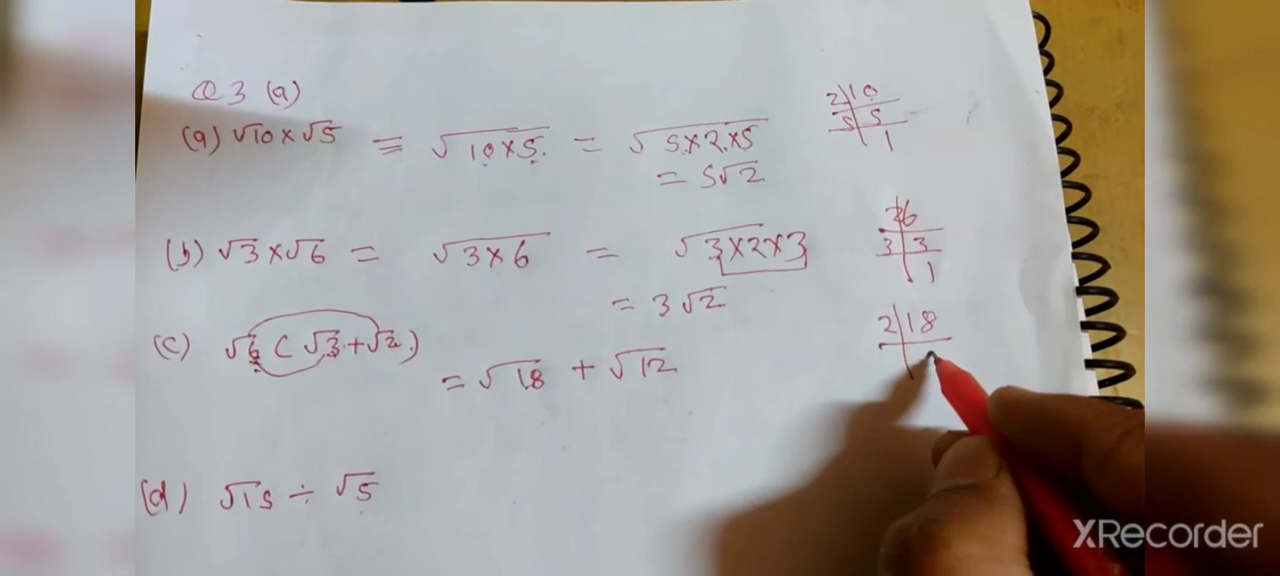 Q3 (a)
(a) √10 × √5 = √10×5 = √5×2×5
= 5√2
2|10
5|5
1
(b) √3 × √6 = √3×6 = √3×2×3
= 3√2
26
3|3
1
(c) √6 (√3+√2)
= √18 + √12
2|18
(d) √15 ÷ √5
XRecorder